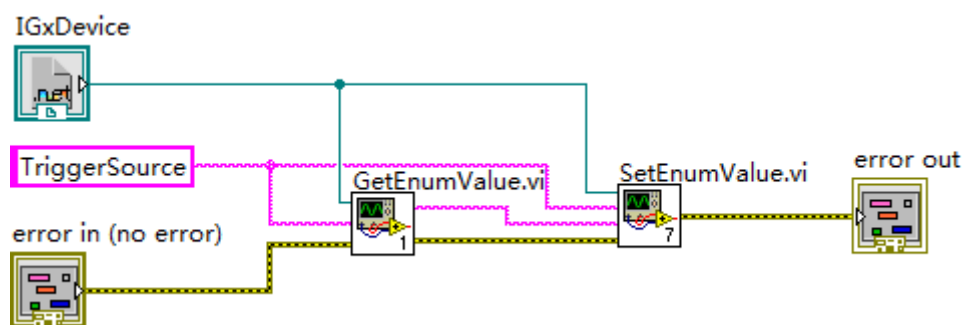 IGxDevice
.net
TriggerSource
GetEnumValue.vi
SetEnumValue.vi
error out
error in (no error)
1
7